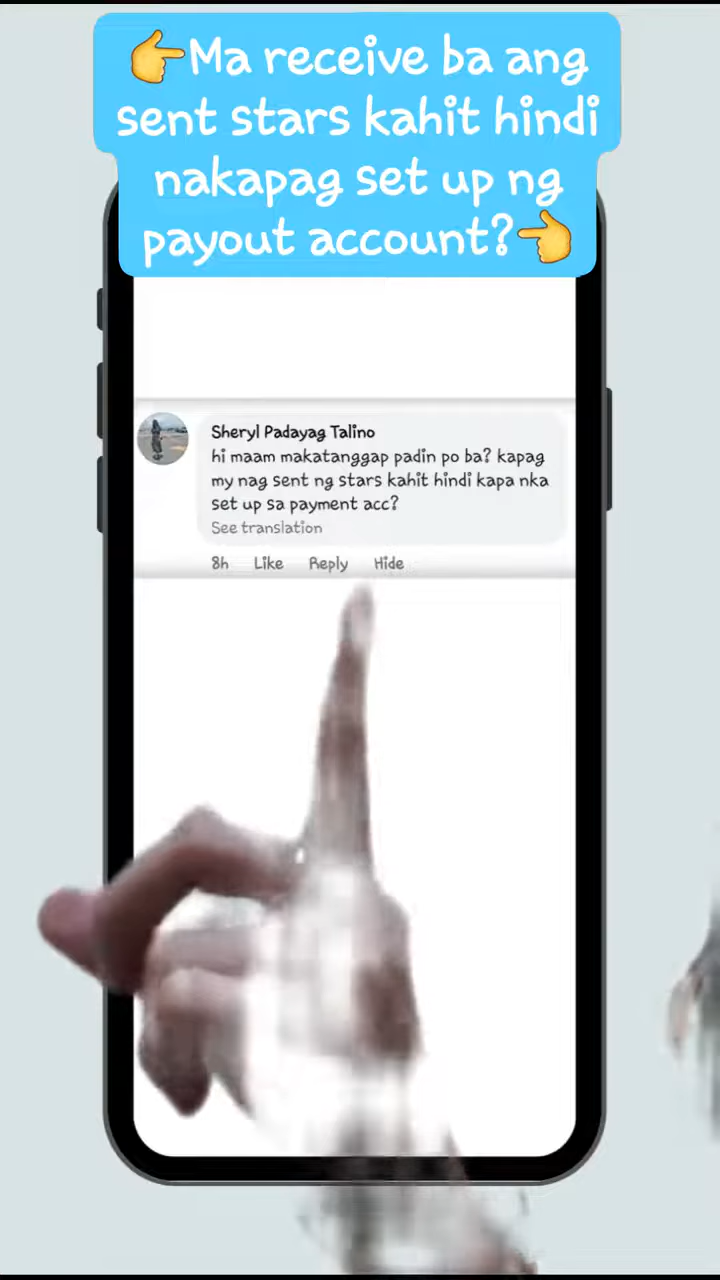 👉Ma receive ba ang
sent stars kahit hindi
nakapag set up ng
payout account?👈
Sheryl Padayag Talino
hi maam makatanggap padin po ba? kapag
my nag sent ng stars kahit hindi kapa nka
set up sa payment acc?
See translation
8h Like Reply Hide